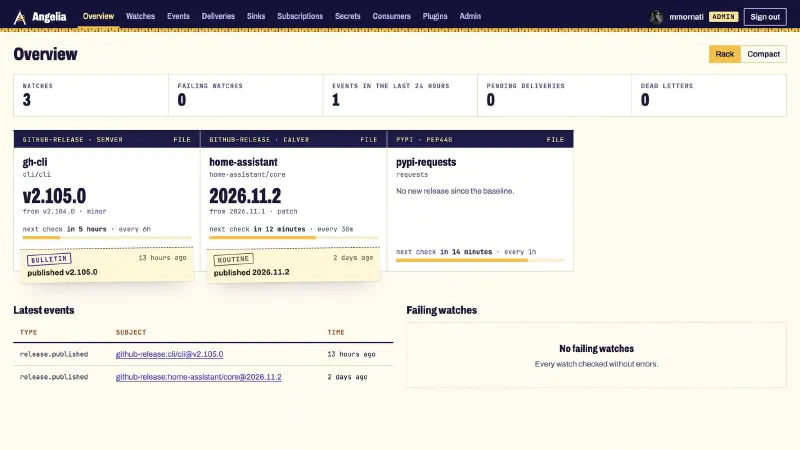 Angelia
Overview Watches Events Deliveries Sinks Subscriptions Secrets Consumers Plugins Admin
mmornati ADMIN Sign out
Overview
Rack Compact
WATCHES
3
FAILING WATCHES
0
EVENTS IN THE LAST 24 HOURS
1
PENDING DELIVERIES
0
DEAD LETTERS
0
GITHUB-RELEASE · SEMVER FILE
gh-cli
cli/cli
v2.105.0
from v2.104.0 · minor
next check in 5 hours · every 6h
BULLETIN 13 hours ago
published v2.105.0
GITHUB-RELEASE · CALVER FILE
home-assistant
home-assistant/core
2026.11.2
from 2026.11.1 · patch
next check in 12 minutes · every 30m
ROUTINE 2 days ago
published 2026.11.2
PYPI · PEP440 FILE
pypi-requests
requests
No new release since the baseline.
next check in 14 minutes · every 1h
Latest events
TYPE SUBJECT TIME
release.published github-release:cli/cli@v2.105.0 13 hours ago
release.published github-release:home-assistant/core@2026.11.2 2 days ago
Failing watches
No failing watches
Every watch checked without errors.